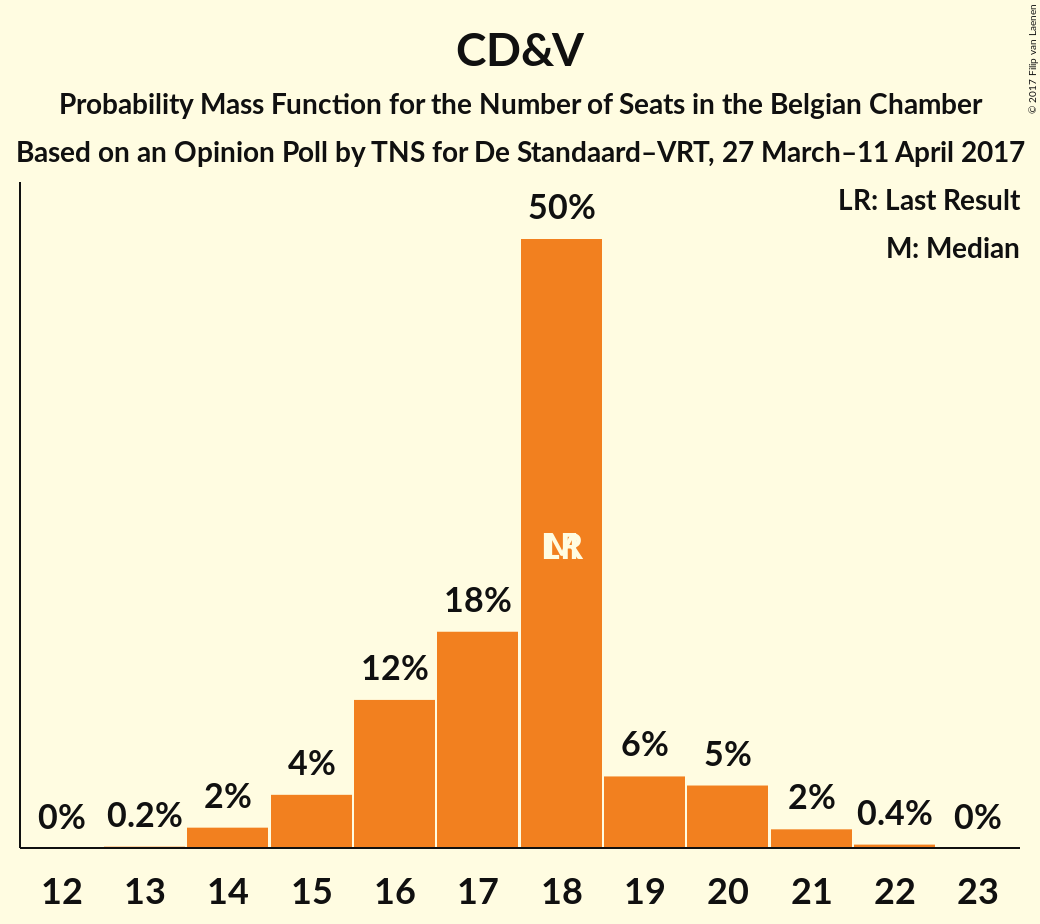 CD&V
Probability Mass Function for the Number of Seats in the Belgian Chamber
Based on an Opinion Poll by TNS for De Standaard–VRT, 27 March–11 April 2017
LR: Last Result
M: Median
0% 0.2% 2% 4% 12% 18% 50% 6% 5% 2% 0.4% 0%
LR
M
12 13 14 15 16 17 18 19 20 21 22 23
© 2017 Filip van Laenen